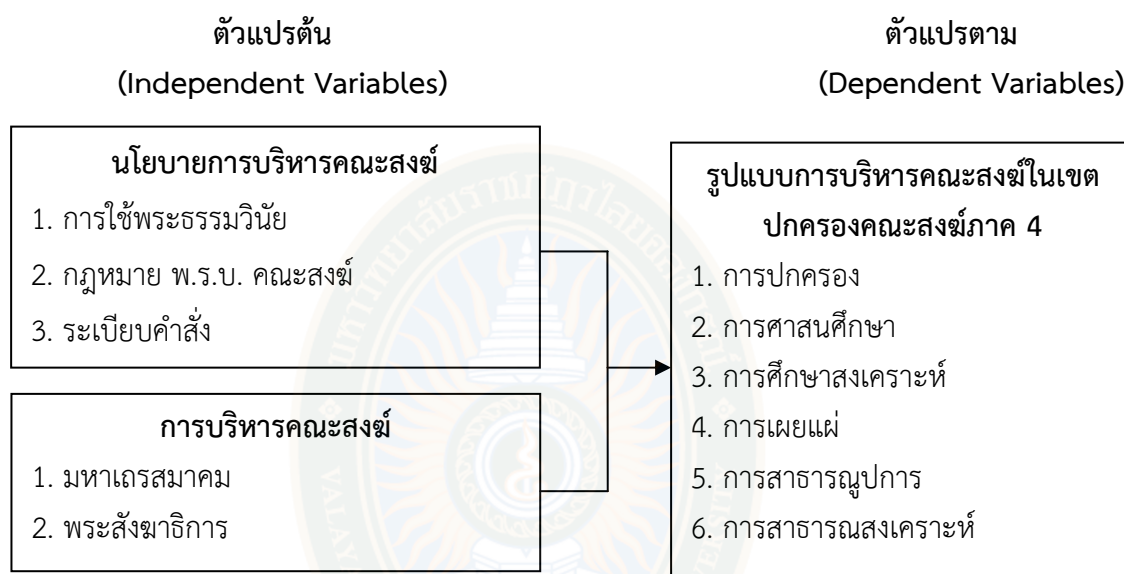 ตัวแปรต้น
(Independent Variables)
นโยบายการบริหารคณะสงฆ์
1. การใช้พระธรรมวินัย
2. กฎหมาย พ.ร.บ. คณะสงฆ์
3. ระเบียบคำสั่ง
การบริหารคณะสงฆ์
1. มหาเถรสมาคม
2. พระสังฆาธิการ
ตัวแปรตาม
(Dependent Variables)
รูปแบบการบริหารคณะสงฆ์ในเขต
ปกครองคณะสงฆ์ภาค 4
1. การปกครอง
2. การศาสนศึกษา
3. การศึกษาสงเคราะห์
4. การเผยแผ่
5. การสาธารณูปการ
6. การสาธารณสงเคราะห์